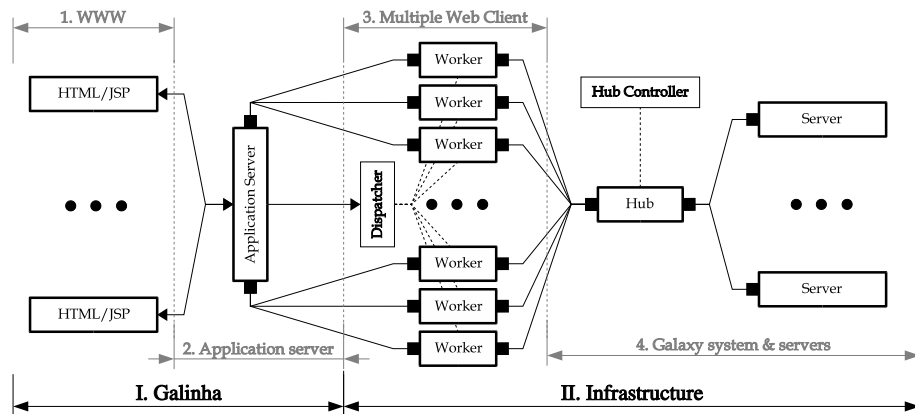 1. WWW
3. Multiple Web Client
Worker
HTML/JSP
Worker
Hub Controller
Worker
Server
Application Server
Dispatcher
Hub
Worker
HTML/JSP
Worker
Server
Worker
2. Application server
4. Galaxy system & servers
I. Galinha
II. Infrastructure